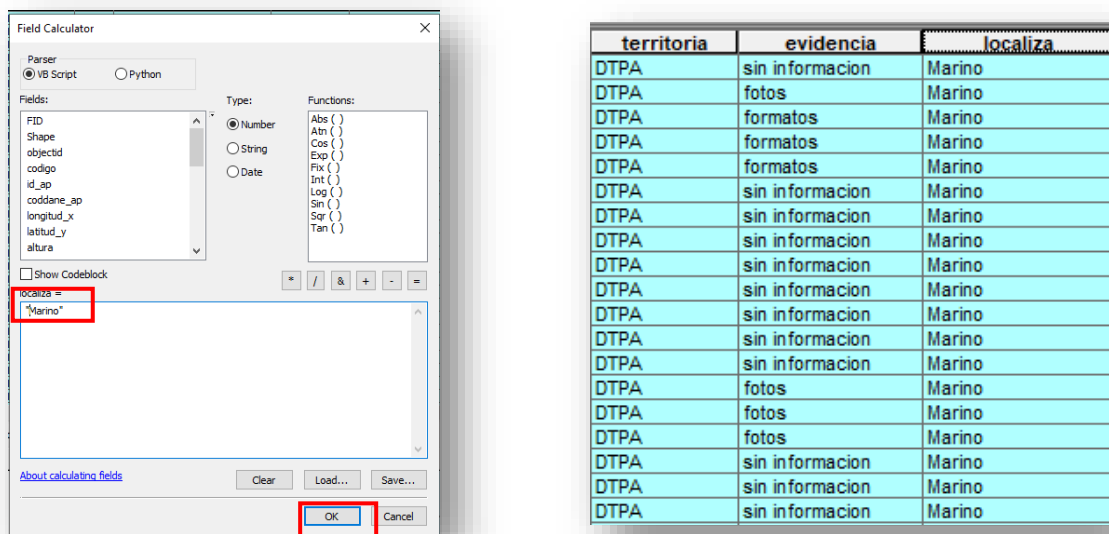 Field Calculator
Parser
VB Script Python
Fields: Type: Functions:
FID
Shape
objectid
codigo
id_ap
coddane_ap
longitud_x
latitud_y
altura
Number
String
Date
Abs ( )
Atn ( )
Cos ( )
Exp ( )
Fix ( )
Int ( )
Log ( )
Sin ( )
Sqr ( )
Tan ( )
Show Codeblock
* / & + - =
localiza =
"Marino"
About calculating fields
Clear Load... Save...
OK Cancel
territoria evidencia localiza
DTPA sin informacion Marino
DTPA fotos Marino
DTPA formatos Marino
DTPA formatos Marino
DTPA formatos Marino
DTPA sin informacion Marino
DTPA sin informacion Marino
DTPA sin informacion Marino
DTPA sin informacion Marino
DTPA sin informacion Marino
DTPA sin informacion Marino
DTPA sin informacion Marino
DTPA sin informacion Marino
DTPA fotos Marino
DTPA fotos Marino
DTPA fotos Marino
DTPA sin informacion Marino
DTPA sin informacion Marino
DTPA sin informacion Marino